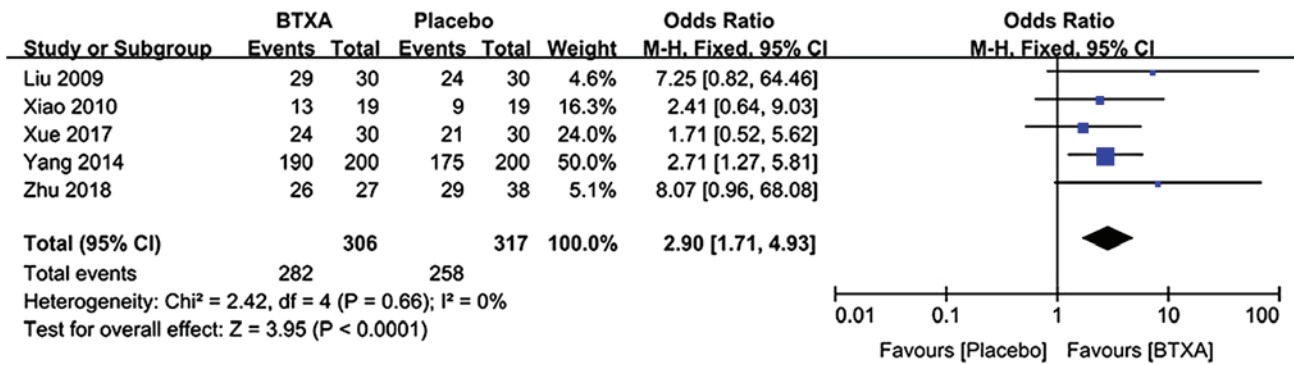 BTXA Placebo Odds Ratio Odds Ratio
Study or Subgroup Events Total Events Total Weight M-H, Fixed, 95% CI M-H, Fixed, 95% CI
Liu 2009 29 30 24 30 4.6% 7.25 [0.82, 64.46]
Xiao 2010 13 19 9 19 16.3% 2.41 [0.64, 9.03]
Xue 2017 24 30 21 30 24.0% 1.71 [0.52, 5.62]
Yang 2014 190 200 175 200 50.0% 2.71 [1.27, 5.81]
Zhu 2018 26 27 29 38 5.1% 8.07 [0.96, 68.08]
Total (95% CI) 306 317 100.0% 2.90 [1.71, 4.93]
Total events 282 258
Heterogeneity: Chi² = 2.42, df = 4 (P = 0.66); I² = 0%
Test for overall effect: Z = 3.95 (P < 0.0001)
0.01 0.1 1 10 100
Favours [Placebo] Favours [BTXA]